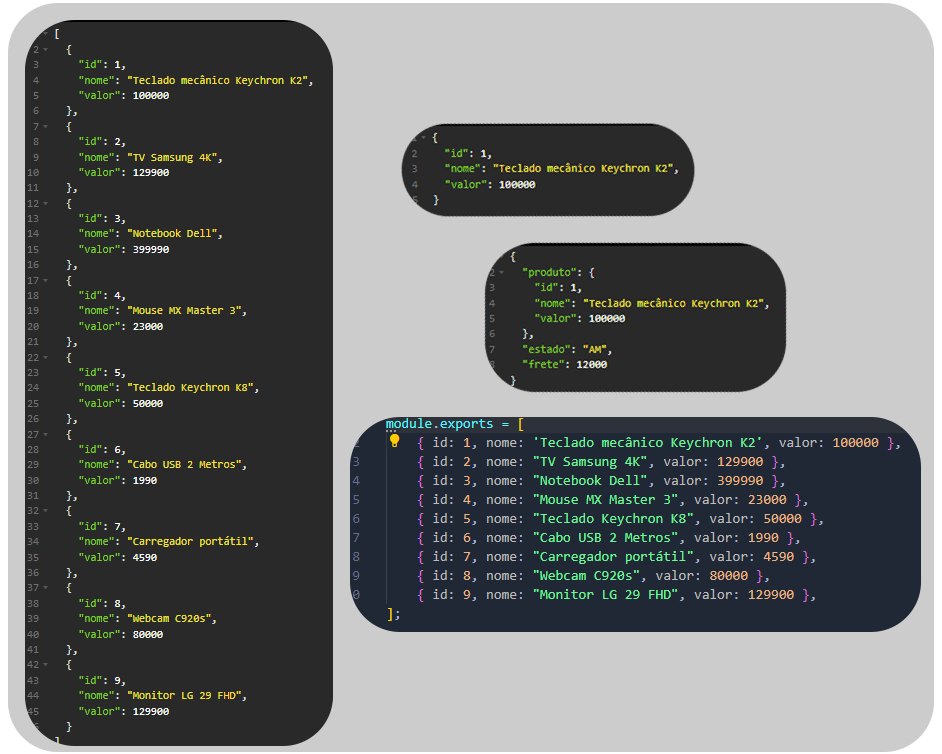 [
2 {
3 "id": 1,
4 "nome": "Teclado mecânico Keychron K2",
5 "valor": 100000
6 },
7 {
8 "id": 2,
9 "nome": "TV Samsung 4K",
10 "valor": 129900
11 },
12 {
13 "id": 3,
14 "nome": "Notebook Dell",
15 "valor": 399990
16 },
17 {
18 "id": 4,
19 "nome": "Mouse MX Master 3",
20 "valor": 23000
21 },
22 {
23 "id": 5,
24 "nome": "Teclado Keychron K8",
25 "valor": 50000
26 },
27 {
28 "id": 6,
29 "nome": "Cabo USB 2 Metros",
30 "valor": 1990
31 },
32 {
33 "id": 7,
34 "nome": "Carregador portátil",
35 "valor": 4590
36 },
37 {
38 "id": 8,
39 "nome": "Webcam C920s",
40 "valor": 80000
41 },
42 {
43 "id": 9,
44 "nome": "Monitor LG 29 FHD",
45 "valor": 129900
}
]
{
2 "id": 1,
3 "nome": "Teclado mecânico Keychron K2",
4 "valor": 100000
5 }
{
2 "produto": {
3 "id": 1,
4 "nome": "Teclado mecânico Keychron K2",
5 "valor": 100000
6 },
7 "estado": "AM",
8 "frete": 12000
}
module.exports = [
{ id: 1, nome: 'Teclado mecânico Keychron K2', valor: 100000 },
3 { id: 2, nome: "TV Samsung 4K", valor: 129900 },
4 { id: 3, nome: "Notebook Dell", valor: 399990 },
5 { id: 4, nome: "Mouse MX Master 3", valor: 23000 },
6 { id: 5, nome: "Teclado Keychron K8", valor: 50000 },
7 { id: 6, nome: "Cabo USB 2 Metros", valor: 1990 },
8 { id: 7, nome: "Carregador portátil", valor: 4590 },
9 { id: 8, nome: "Webcam C920s", valor: 80000 },
0 { id: 9, nome: "Monitor LG 29 FHD", valor: 129900 },
];